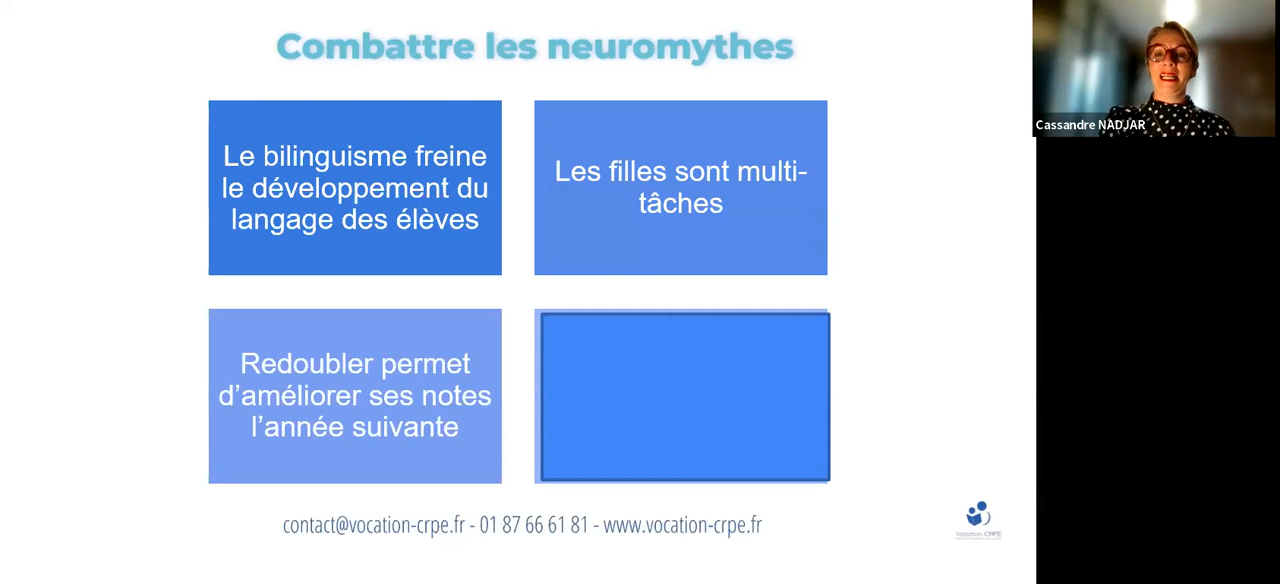 Combattre les neuromythes
Cassandre NADJAR
Le bilinguisme freine
le développement du
langage des élèves
Les filles sont multi-
tâches
Redoubler permet
d’améliorer ses notes
l’année suivante
contact@vocation-crpe.fr - 01 87 66 61 81 - www.vocation-crpe.fr
Vocation CRPE